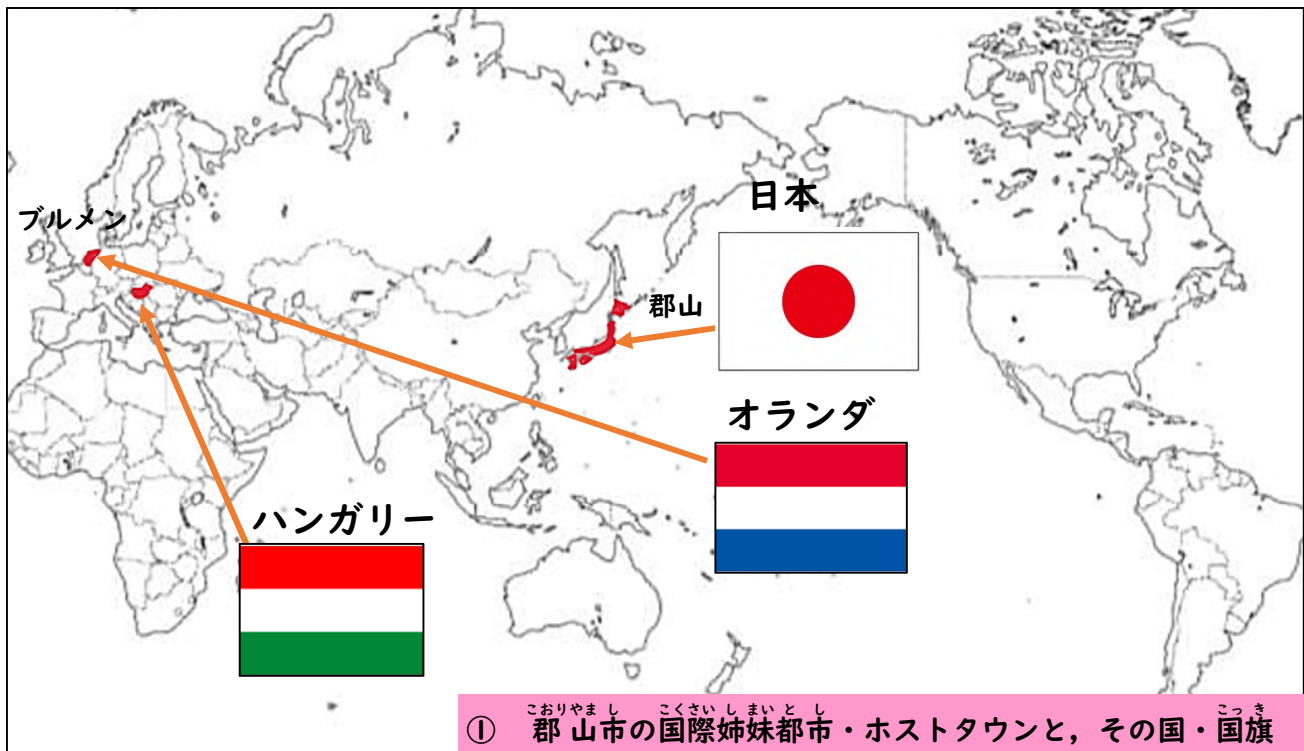 日本
ブルメン
郡山
オランダ
ハンガリー
こおりやまし こくさいしまいとし こっき
① 郡山市の国際姉妹都市・ホストタウンと，その国・国旗